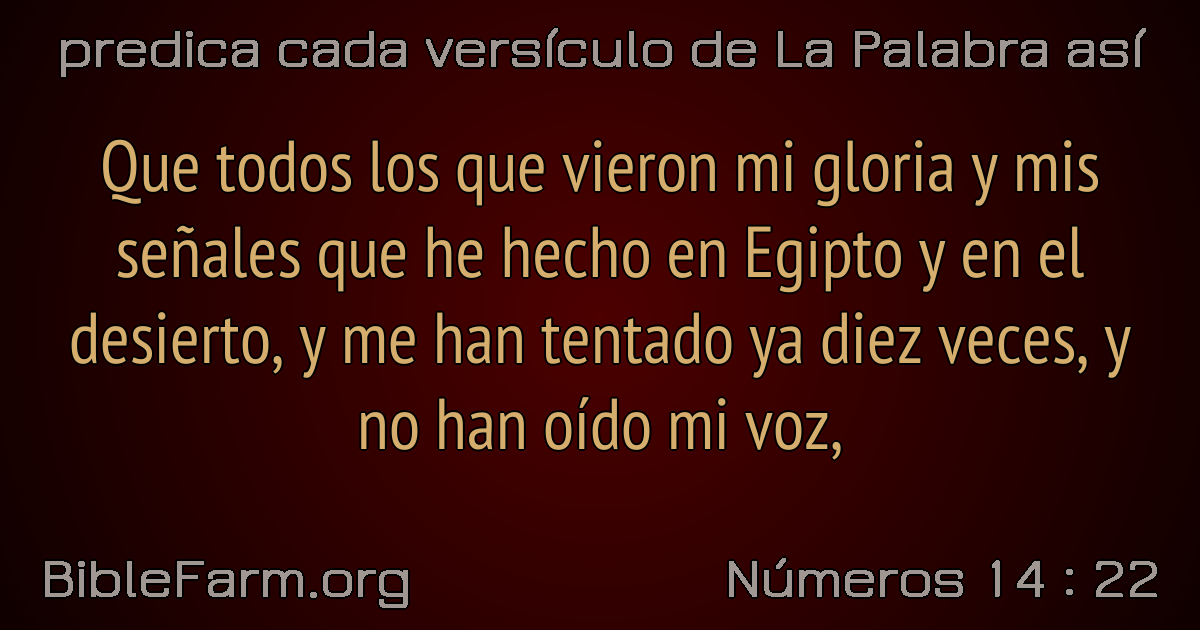 predica cada versículo de La Palabra así
Que todos los que vieron mi gloria y mis
señales que he hecho en Egipto y en el
desierto, y me han tentado ya diez veces, y
no han oído mi voz,
BibleFarm.org
Números 14 : 22